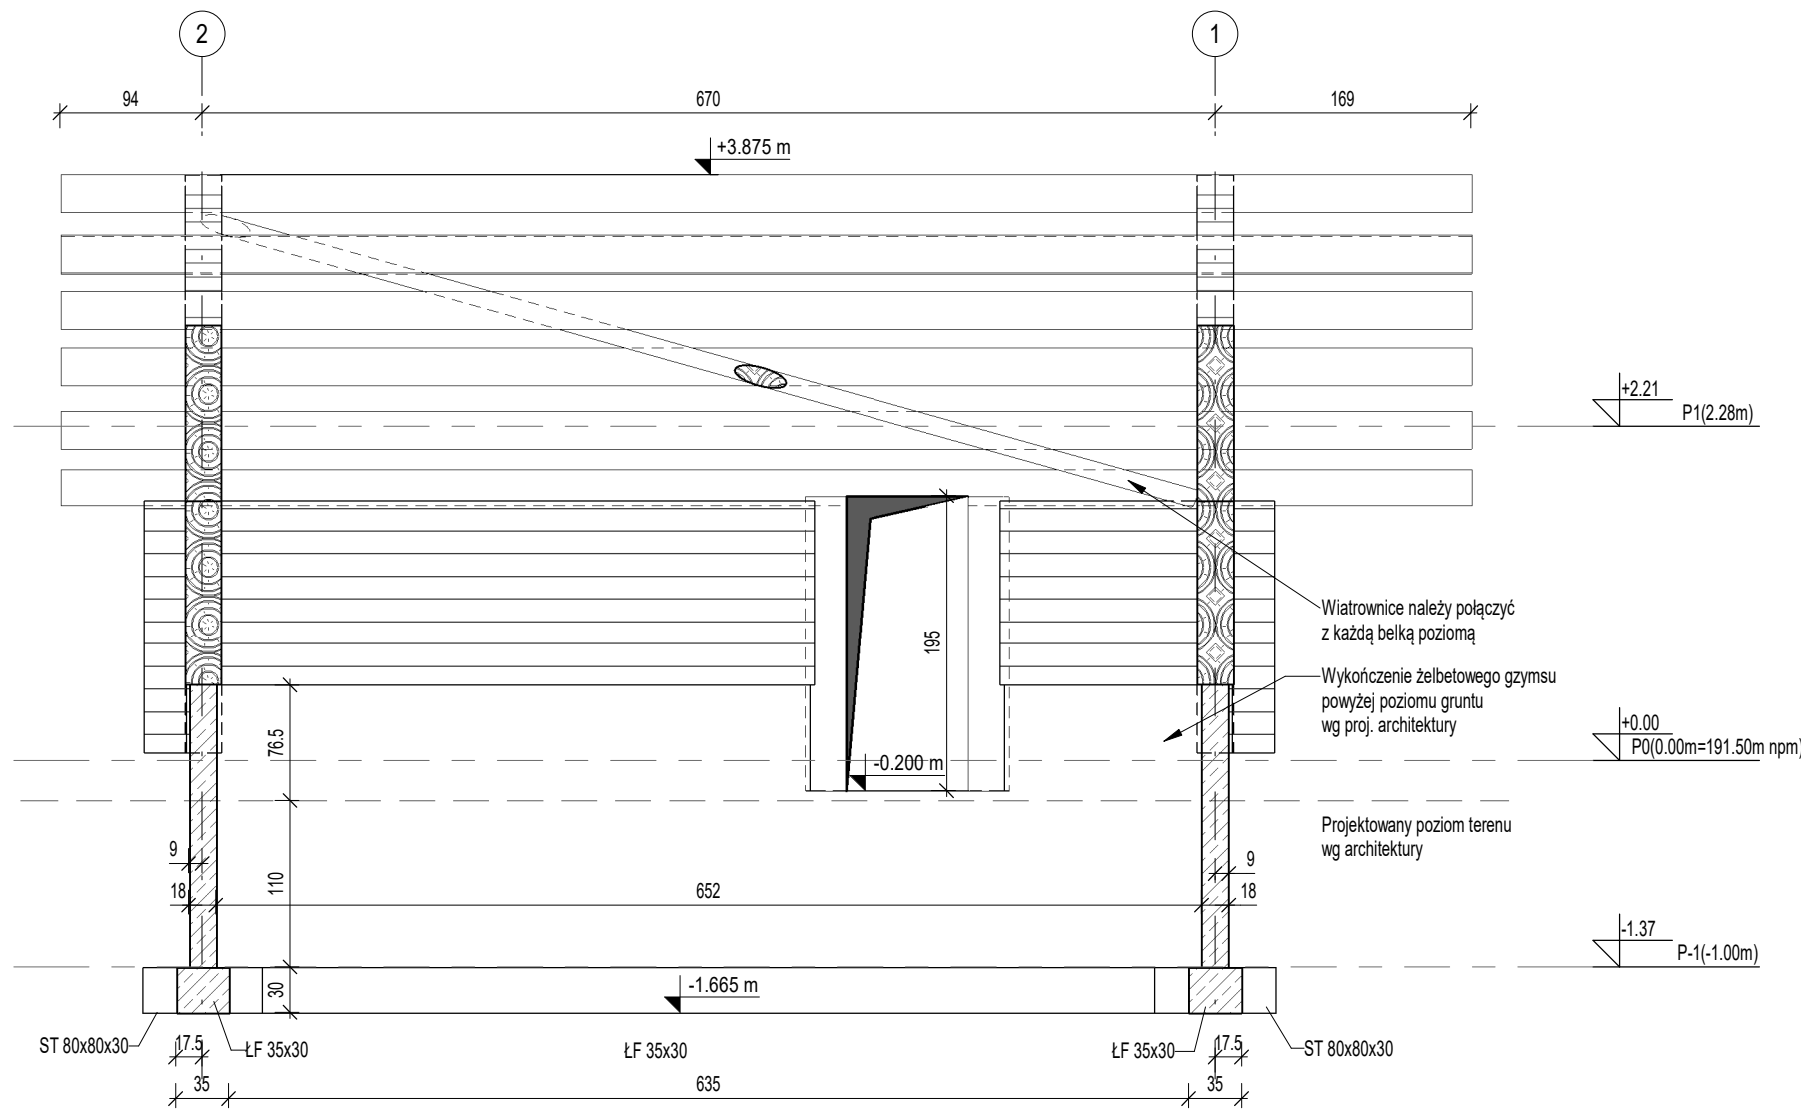 2
1
94
670
169
+3.875 m
+2.21
P1(2.28m)
195
Wiatrownice należy połączyć
z każdą belką poziomą
Wykończenie żelbetowego gzymsu
powyżej poziomu gruntu
wg proj. architektury
76.5
+0.00
P0(0.00m=191.50m npm)
-0.200 m
Projektowany poziom terenu
wg architektury
9
9
110
18
652
18
-1.37
P-1(-1.00m)
30
-1.665 m
ST 80x80x30
17.5
ŁF 35x30
ŁF 35x30
ŁF 35x30
17.5
ST 80x80x30
35
635
35